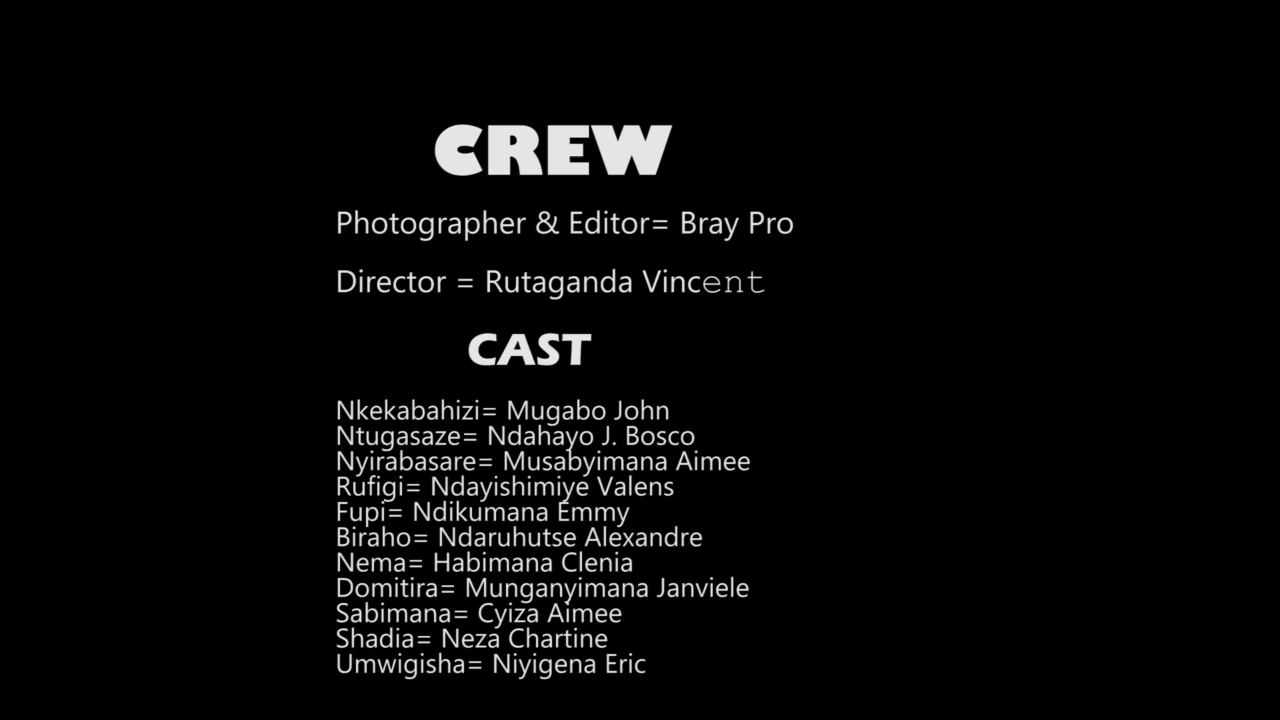 CREW
Photographer & Editor= Bray Pro
Director = Rutaganda Vincent
CAST
Nkekabahizi= Mugabo John
Ntugasaze= Ndahayo J. Bosco
Nyirabasare= Musabyimana Aimee
Rufigi= Ndayishimiye Valens
Fupi= Ndikumana Emmy
Biraho= Ndaruhutse Alexandre
Nema= Habimana Clenia
Domitira= Munganyimana Janviele
Sabimana= Cyiza Aimee
Shadia= Neza Chartine
Umwigisha= Niyigena Eric